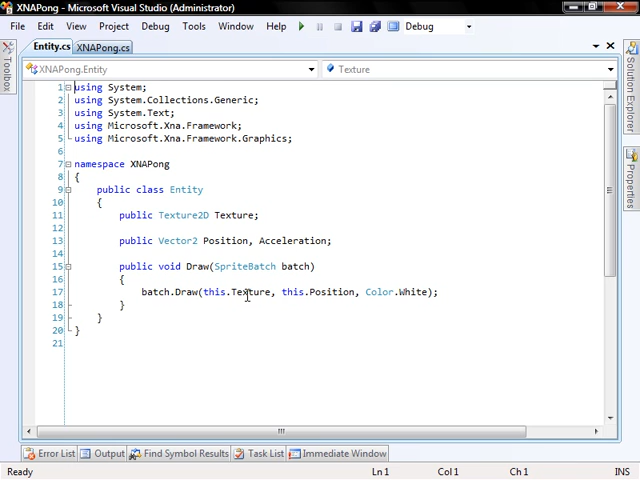 XNAPong - Microsoft Visual Studio (Administrator)
File Edit View Project Debug Tools Window Help Debug
Entity.cs XNAPong.cs
XNAPong.Entity Texture
1 using System;
2 using System.Collections.Generic;
3 using System.Text;
4 using Microsoft.Xna.Framework;
5 using Microsoft.Xna.Framework.Graphics;
6
7 namespace XNAPong
8 {
9 public class Entity
10 {
11 public Texture2D Texture;
12
13 public Vector2 Position, Acceleration;
14
15 public void Draw(SpriteBatch batch)
16 {
17 batch.Draw(this.Texture, this.Position, Color.White);
18 }
19 }
20 }
21
Toolbox
Solution Explorer
Properties
Error List Output Find Symbol Results Task List Immediate Window
Ready Ln 1 Col 1 Ch 1 INS